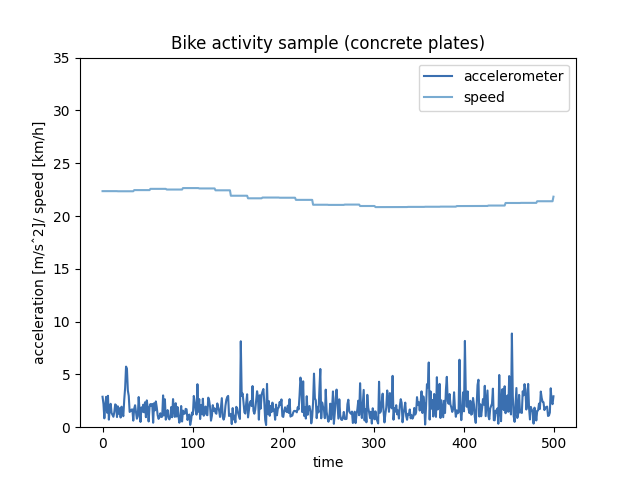 Bike activity sample (concrete plates)
accelerometer
speed
35
30
25
20
15
10
5
0
acceleration [m/s^2]/ speed [km/h]
0 100 200 300 400 500
time